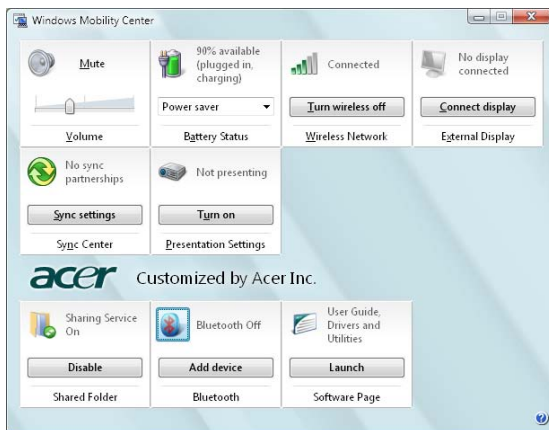 Windows Mobility Center
Mute
Volume
90% available
(plugged in,
charging)
Power saver
Battery Status
Connected
Turn wireless off
Wireless Network
No display
connected
Connect display
External Display
No sync
partnerships
Sync settings
Sync Center
Not presenting
Turn on
Presentation Settings
acer Customized by Acer Inc.
Sharing Service
On
Disable
Shared Folder
Bluetooth Off
Add device
Bluetooth
User Guide,
Drivers and
Utilities
Launch
Software Page